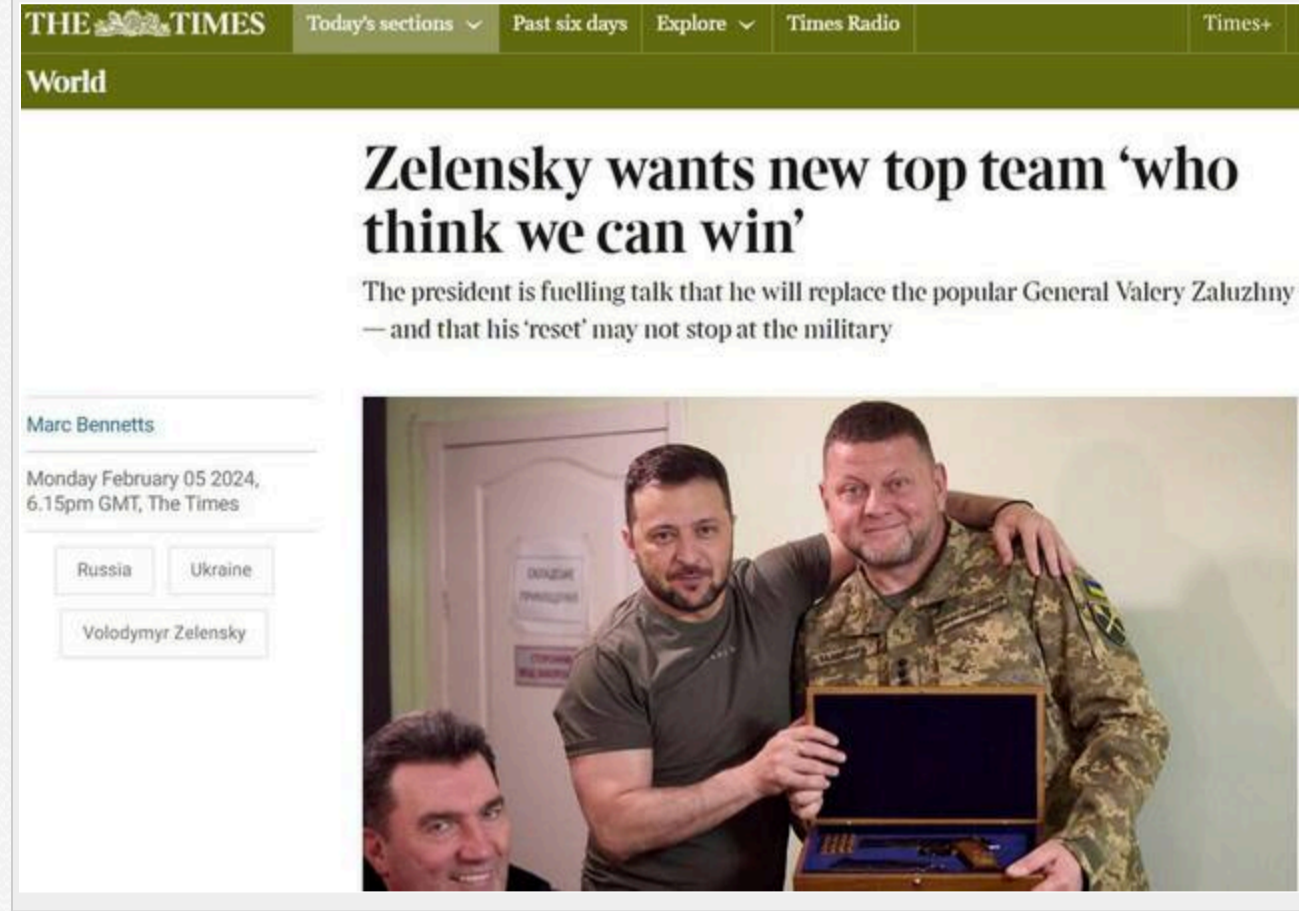 THE TIMES
Today's sections
Past six days
Explore
Times Radio
Times+
World
Zelensky wants new top team ‘who
think we can win’
The president is fuelling talk that he will replace the popular General Valery Zaluzhny
— and that his ‘reset’ may not stop at the military
Marc Bennetts
Monday February 05 2024,
6.15pm GMT, The Times
Russia
Ukraine
Volodymyr Zelensky